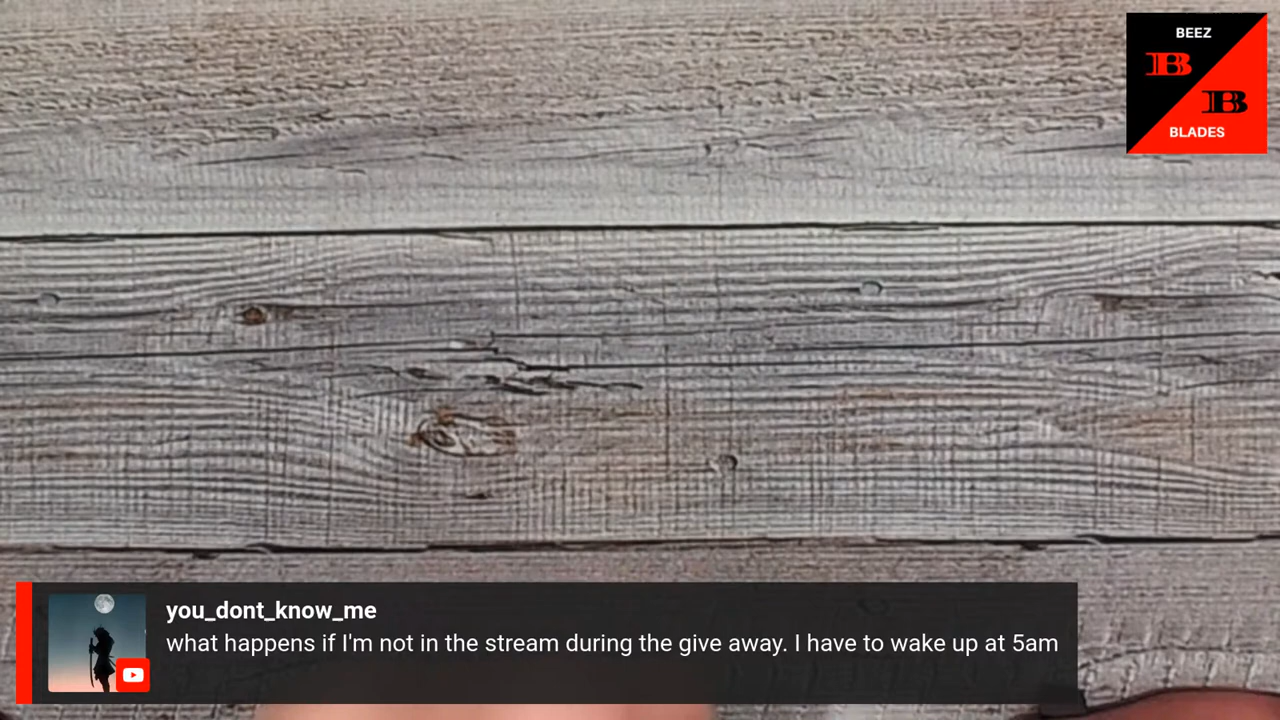 BEEZ
B
B
BLADES
you_dont_know_me
what happens if I'm not in the stream during the give away. I have to wake up at 5am